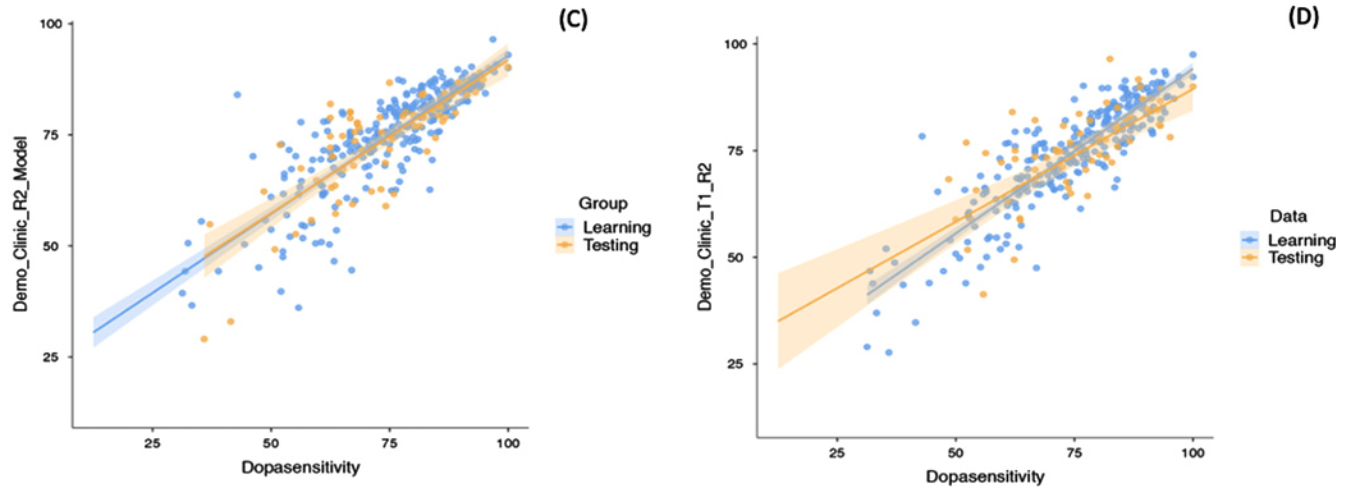 (C)
100
75
50
25
Demo_Clinic_R2_Model
25
50
75
100
Dopasensitivity
Group
Learning
Testing
(D)
100
75
50
25
Demo_Clinic_T1_R2
25
50
75
100
Dopasensitivity
Data
Learning
Testing